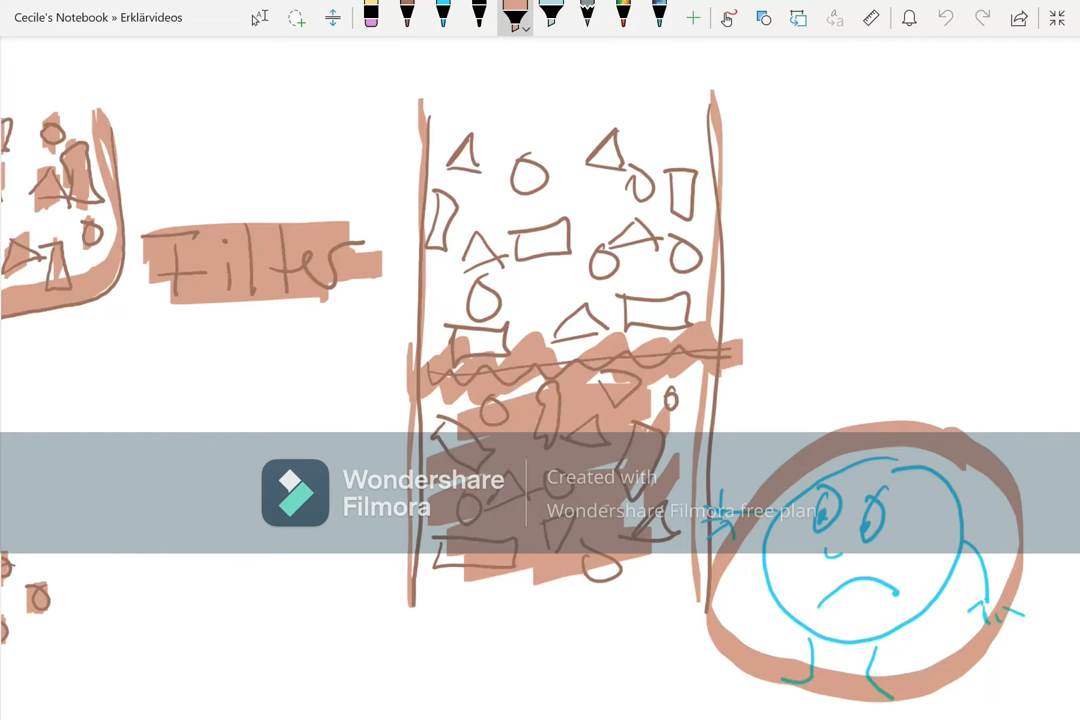 Cecile's Notebook » Erklärvideos
Filter
Wondershare
Filmora
Created with
Wondershare Filmora free plan